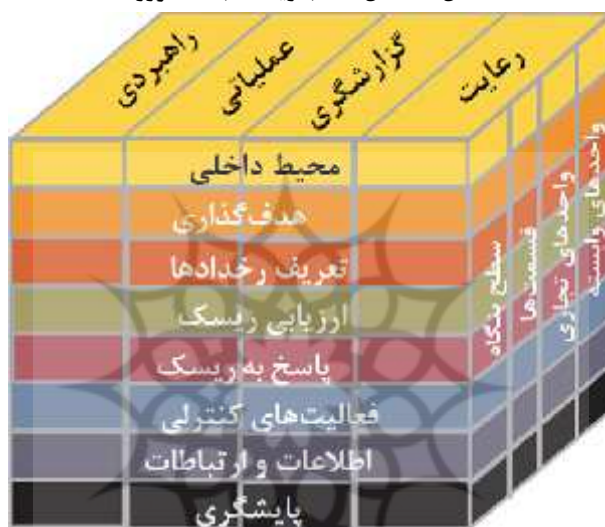 رعایت
گزارشگری
عملیاتی
راهبردی
محیط داخلی
هدف‌گذاری
تعریف رخدادها
ارزیابی ریسک
پاسخ به ریسک
فعالیت‌های کنترلی
اطلاعات و ارتباطات
پایشگری
سطح بنگاه
قسمت‌ها
واحدهای تجاری
واحدهای وابسته